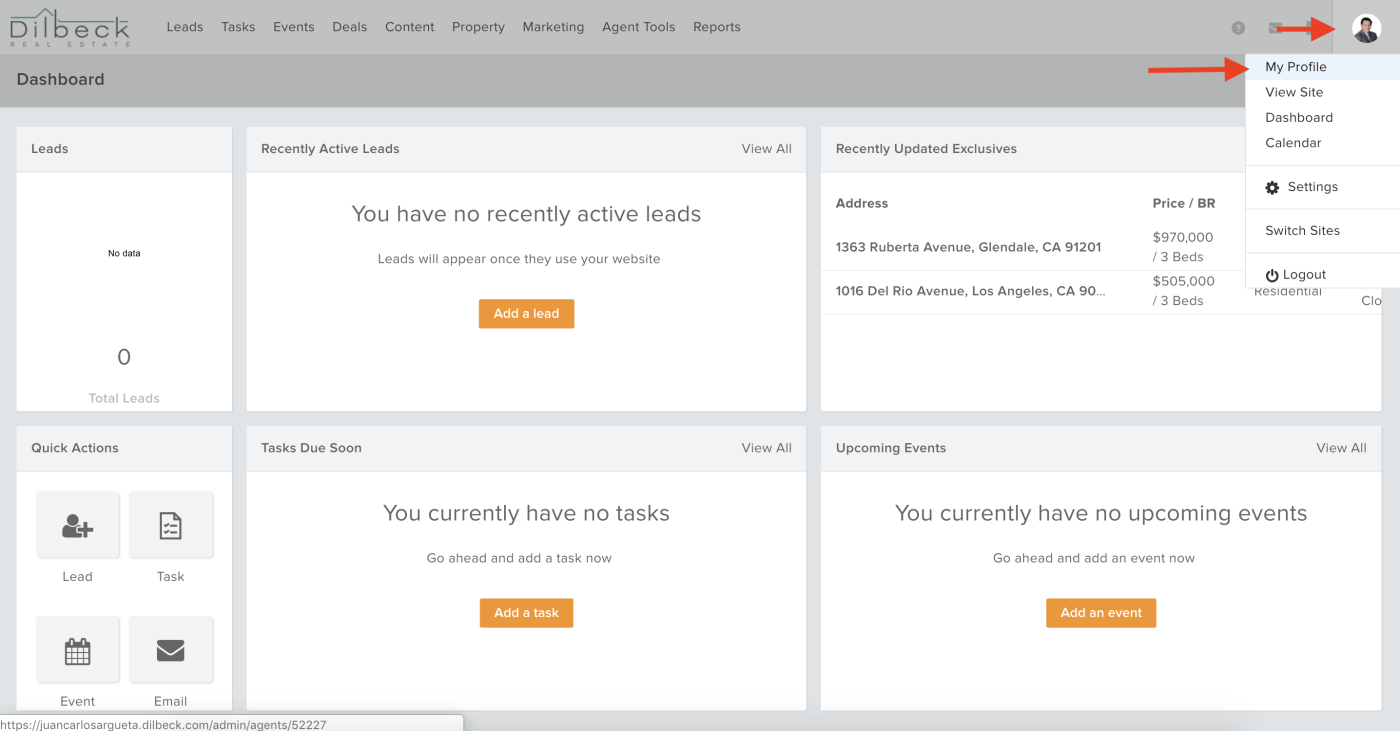 Dilbeck
REAL ESTATE
Leads Tasks Events Deals Content Property Marketing Agent Tools Reports
Dashboard
My Profile
View Site
Dashboard
Calendar
Settings
Switch Sites
Logout
Leads
No data
0
Total Leads
Recently Active Leads View All
You have no recently active leads
Leads will appear once they use your website
Add a lead
Recently Updated Exclusives
Address Price / BR
1363 Ruberta Avenue, Glendale, CA 91201 $970,000
/ 3 Beds
1016 Del Rio Avenue, Los Angeles, CA 90... $505,000 Residential
/ 3 Beds Clo
Quick Actions
Lead Task
Event Email
Tasks Due Soon View All
You currently have no tasks
Go ahead and add a task now
Add a task
Upcoming Events View All
You currently have no upcoming events
Go ahead and add an event now
Add an event
https://juancarlosargueta.dilbeck.com/admin/agents/52227